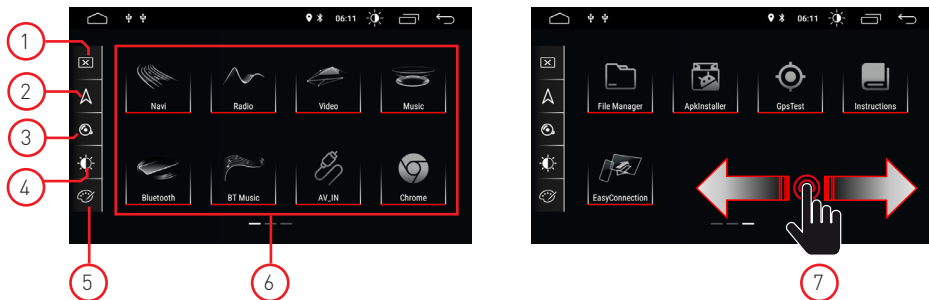 06:11
1
2
3
4
5
Navi Radio Video Music
Bluetooth BT Music AV_IN Chrome
6
06:11
File Manager ApkInstaller GpsTest Instructions
EasyConnection
7